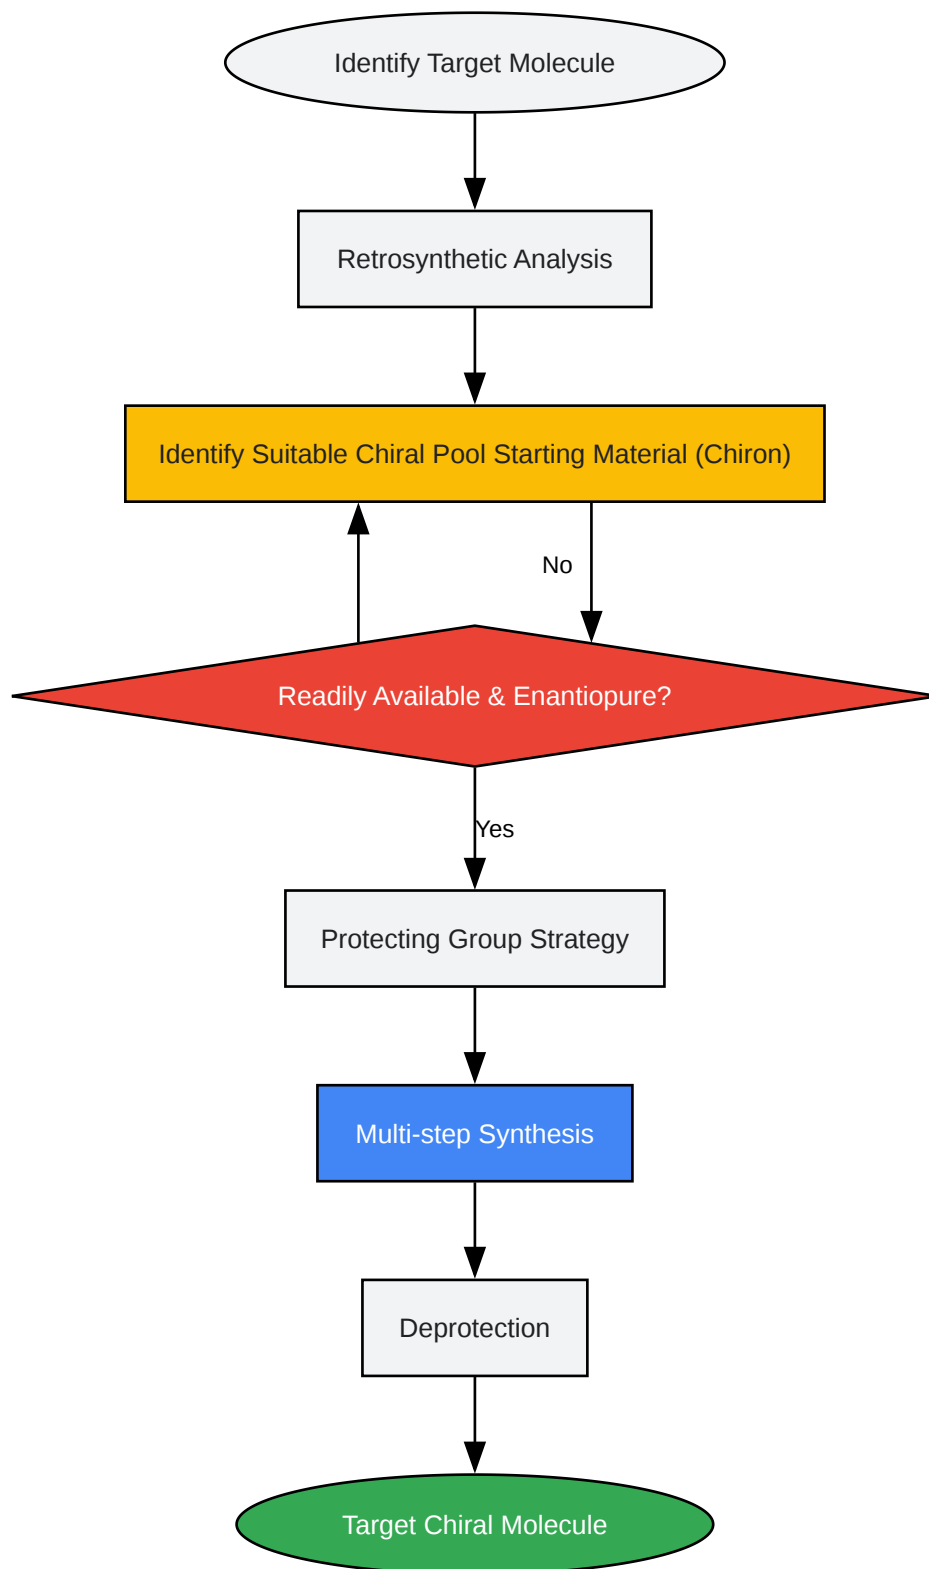 Identify Target Molecule
Retrosynthetic Analysis
Identify Suitable Chiral Pool Starting Material (Chiron)
No
Readily Available & Enantiopure?
Yes
Protecting Group Strategy
Multi-step Synthesis
Deprotection
Target Chiral Molecule